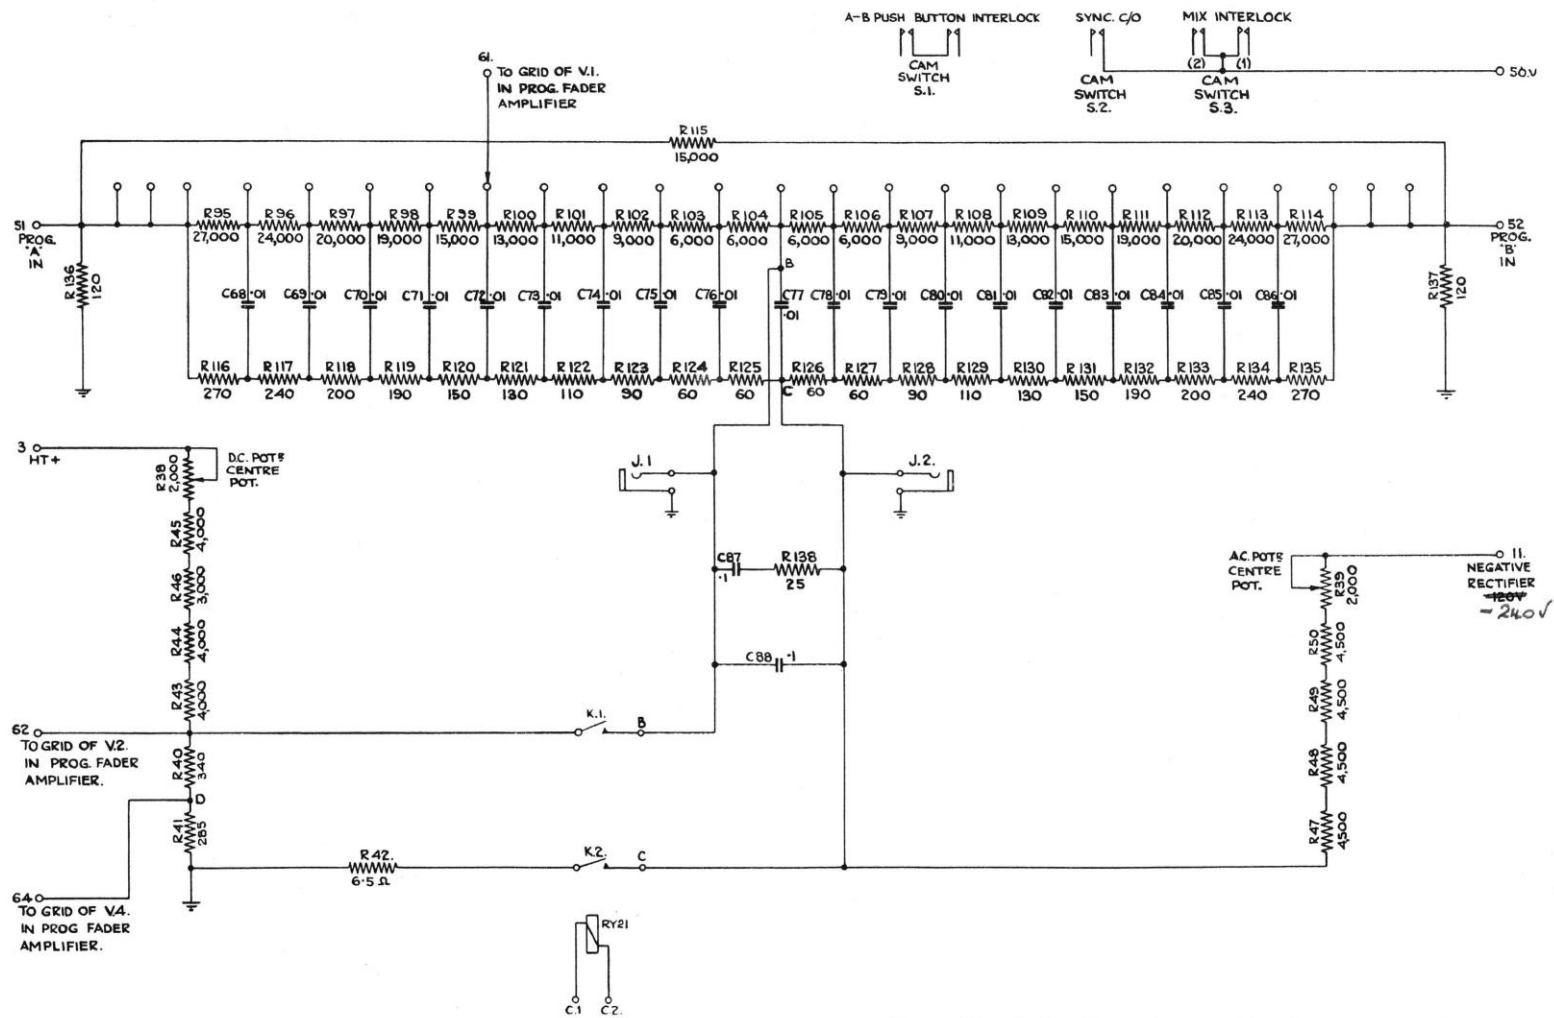 A-B PUSH BUTTON INTERLOCK
SYNC. C/O
MIX INTERLOCK
(2) (1)
CAM
SWITCH
S.1.
CAM
SWITCH
S.2.
CAM
SWITCH
S.3.
50.V
61.
TO GRID OF V.1.
IN PROG. FADER
AMPLIFIER
R115
15,000
51
PROG.
'A'
IN
R95 R96 R97 R98 R99 R100 R101 R102 R103 R104 R105 R106 R107 R108 R109 R110 R111 R112 R113 R114
27,000 24,000 20,000 19,000 15,000 13,000 11,000 9,000 6,000 6,000 6,000 6,000 9,000 11,000 13,000 15,000 19,000 20,000 24,000 27,000
52
PROG.
'B'
IN
R136
120
B
R137
120
C68 .01 C69 .01 C70 .01 C71 .01 C72 .01 C73 .01 C74 .01 C75 .01 C76 .01 C77 .01 C78 .01 C79 .01 C80 .01 C81 .01 C82 .01 C83 .01 C84 .01 C85 .01 C86 .01
R116 R117 R118 R119 R120 R121 R122 R123 R124 R125 R126 R127 R128 R129 R130 R131 R132 R133 R134 R135
270 240 200 190 150 130 110 90 60 60 C 60 60 90 110 130 150 190 200 240 270
3
HT+
R38
2,000
D.C. POTS
CENTRE
POT.
J.1
J.2.
R45
4,000
R46
3,000
R44
4,000
R43
4,000
C87
.1
R138
25
A.C. POTS
CENTRE
POT.
R39
2,000
11.
NEGATIVE
RECTIFIER
-120V
-240V
R50
4,500
R49
4,500
R48
4,500
R47
4,500
C88 .1
62
TO GRID OF V.2.
IN PROG. FADER
AMPLIFIER.
K.1.
B
R40
340
D
R41
285
R42.
6.5 Ω
K.2.
C
64
TO GRID OF V.4.
IN PROG FADER
AMPLIFIER.
RY21
C.1 C.2.